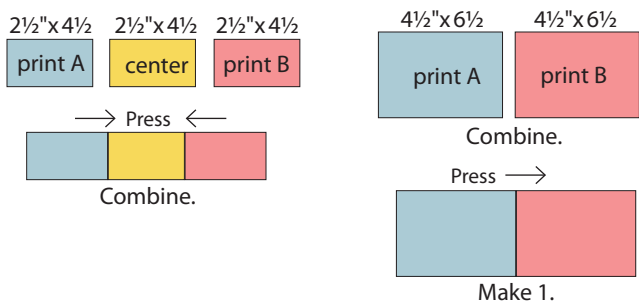 2½"x 4½ 2½"x 4½ 2½"x 4½
print A center print B
Press
Combine.
4½"x 6½ 4½"x 6½
print A print B
Combine.
Press
Make 1.